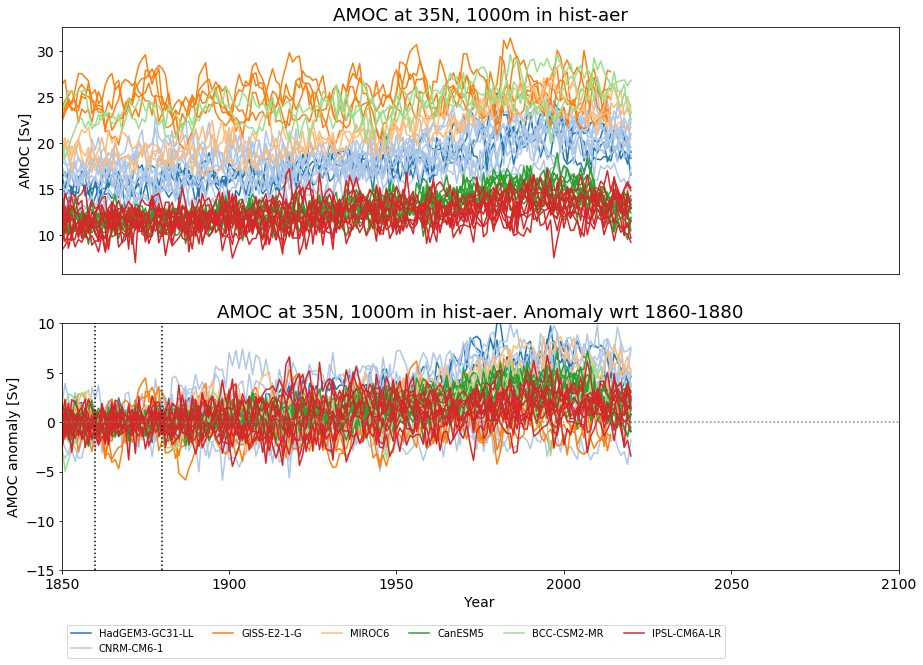 AMOC at 35N, 1000m in hist-aer
30
25
20
15
10
AMOC [Sv]
AMOC at 35N, 1000m in hist-aer. Anomaly wrt 1860-1880
10
5
0
−5
−10
−15
AMOC anomaly [Sv]
1850 1900 1950 2000 2050 2100
Year
HadGEM3-GC31-LL GISS-E2-1-G MIROC6 CanESM5 BCC-CSM2-MR IPSL-CM6A-LR
CNRM-CM6-1